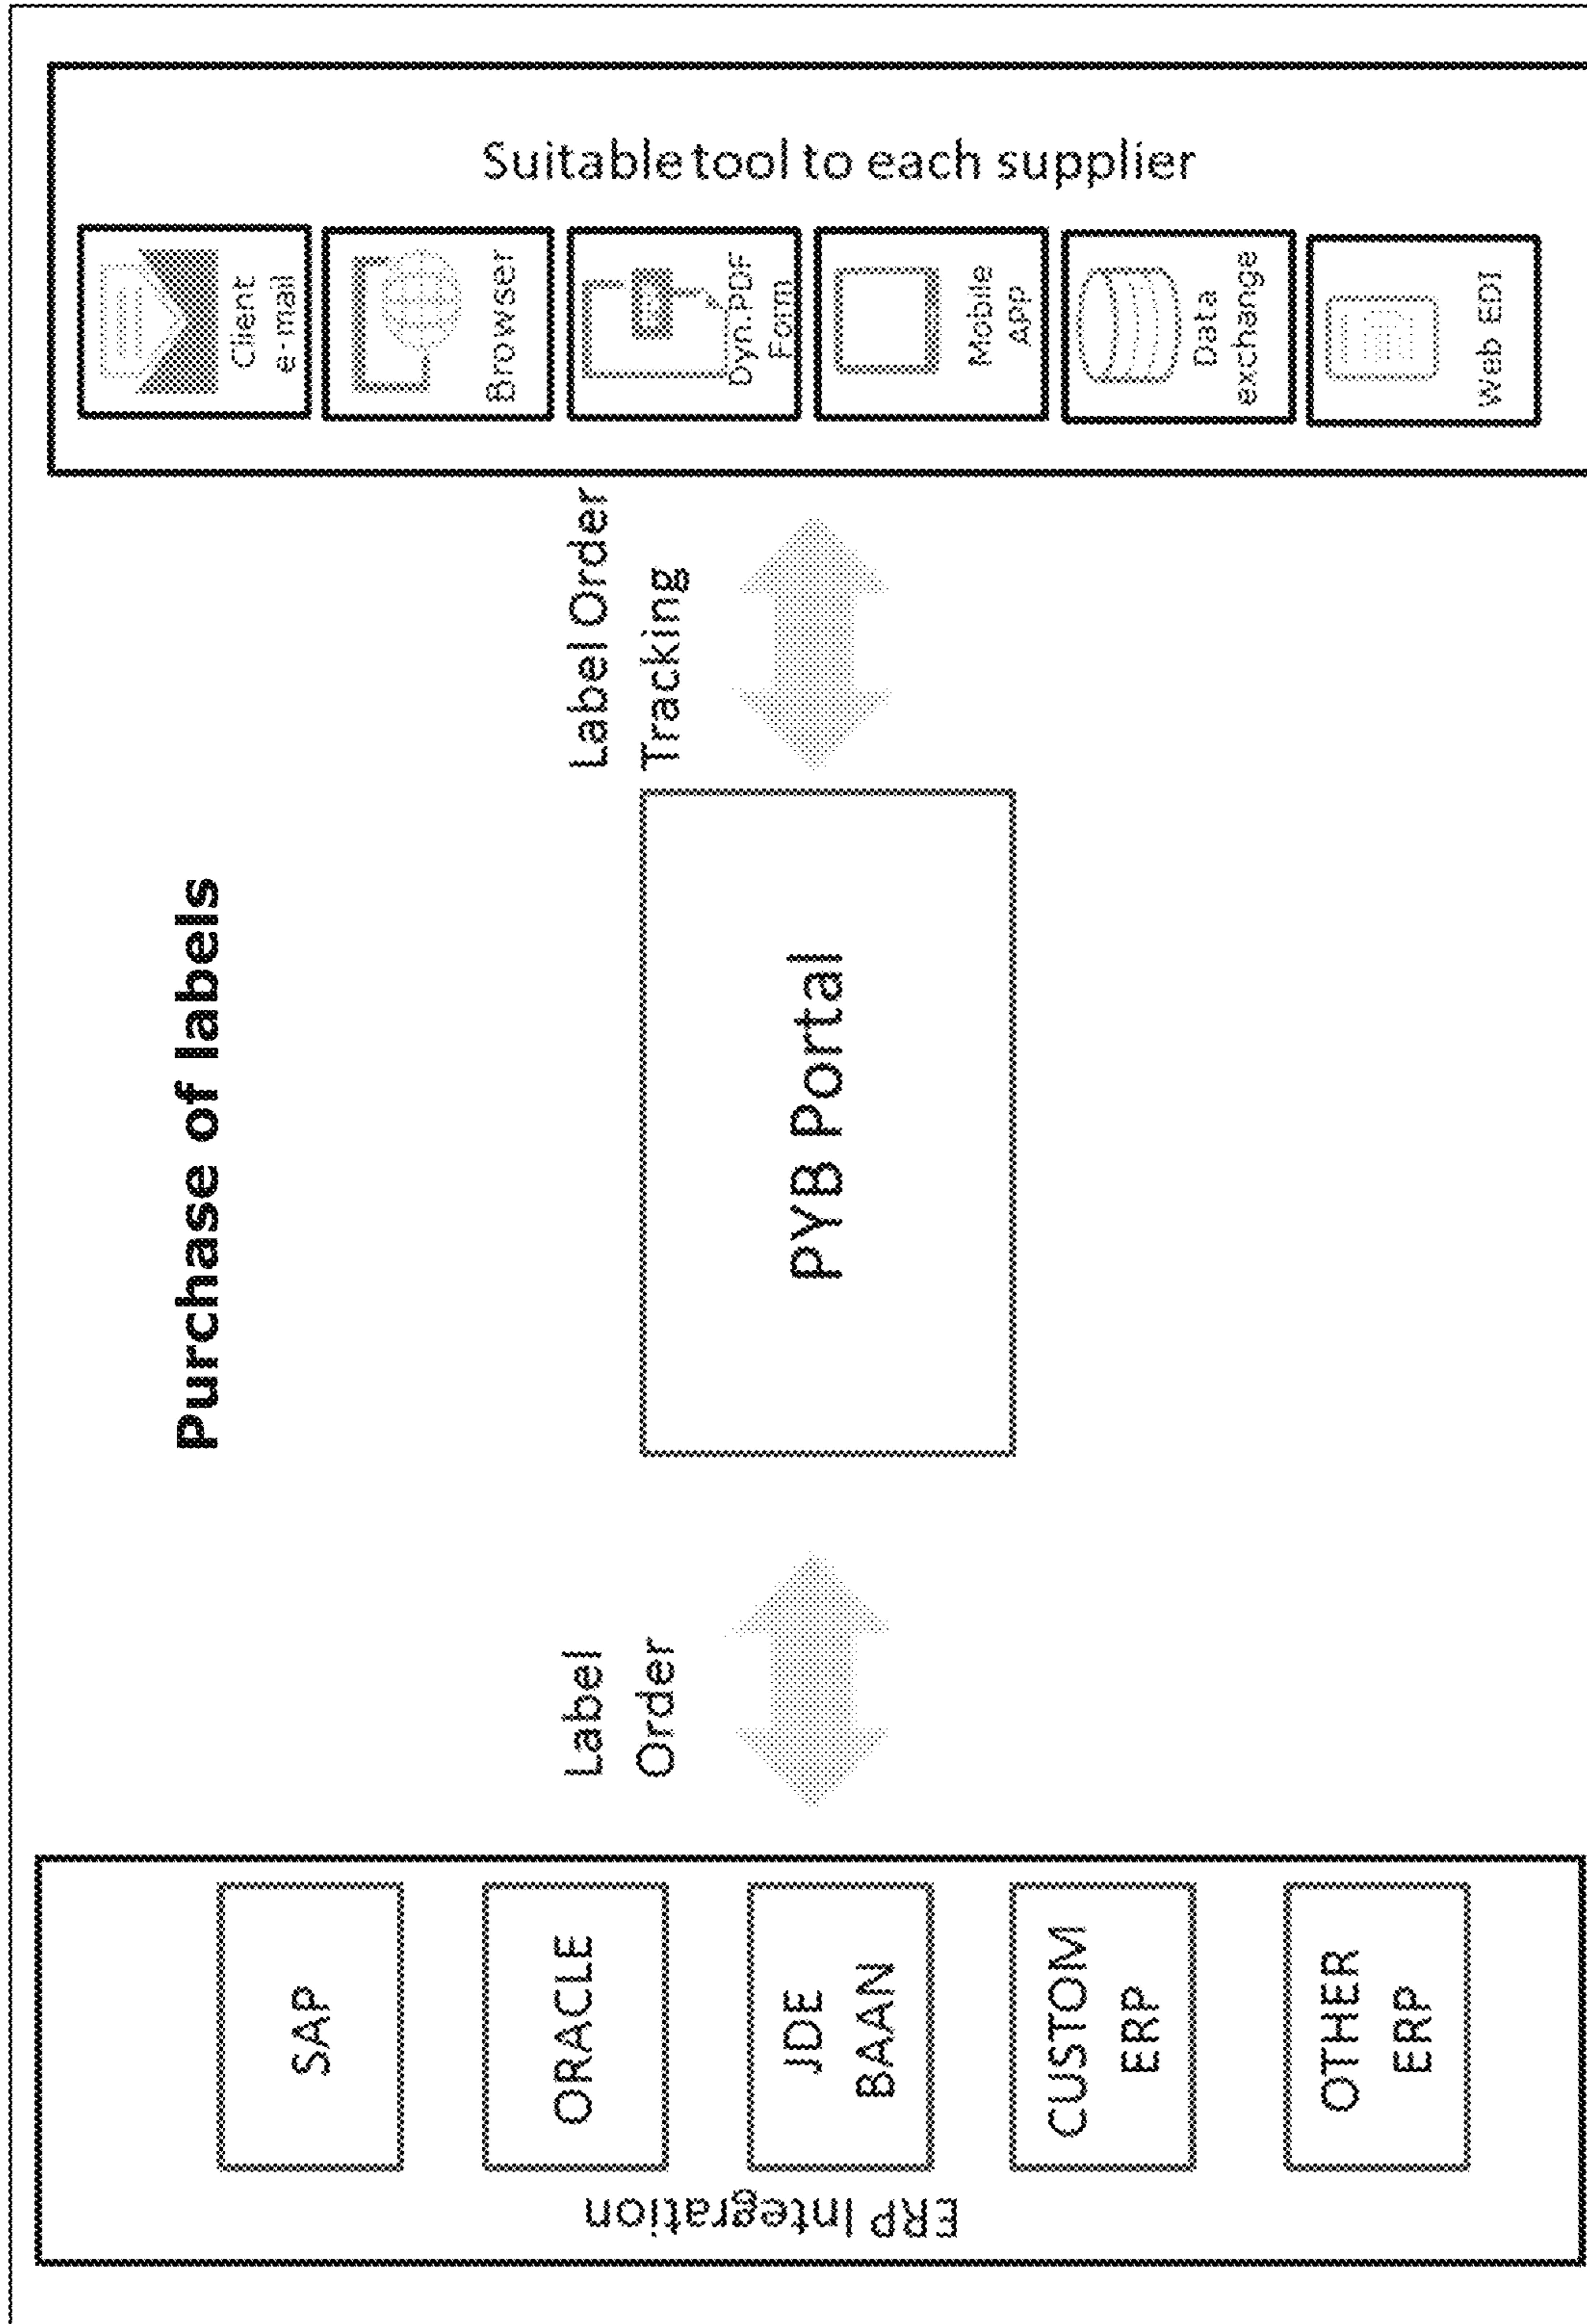 Purchase of labels
ERP Integration
SAP
ORACLE
JDE
BAAN
CUSTOM
ERP
OTHER
ERP
Label
Order
PYB Portal
Label Order
Tracking
Client
e-mail
Browser
Dyn.PDF
Form
Mobile
APP
Data
exchange
Web EDI
Suitable tool to each supplier